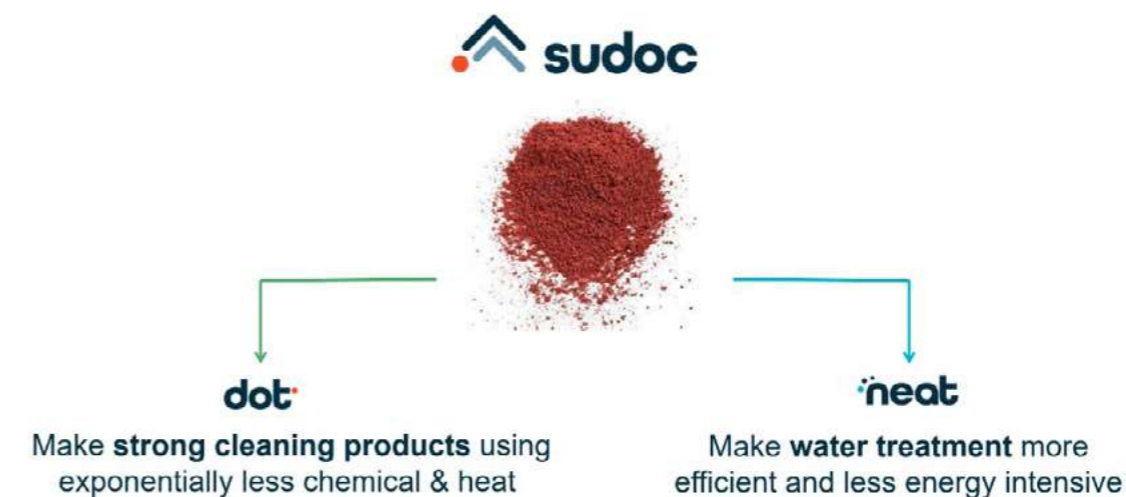 sudoc
dot
Make strong cleaning products using
exponentially less chemical & heat
neat
Make water treatment more
efficient and less energy intensive